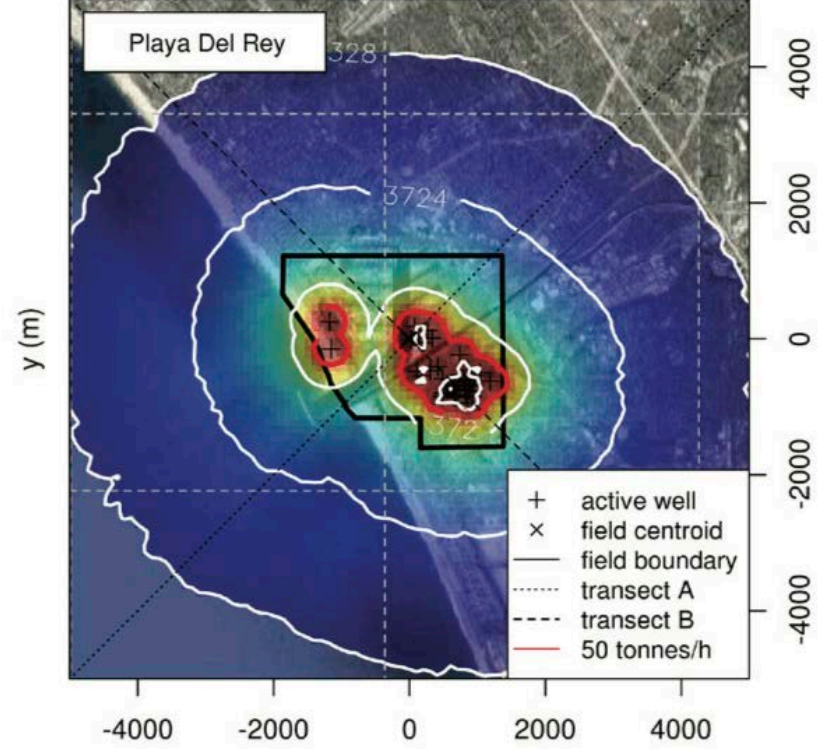 Playa Del Rey
328
3724
372
y (m)
4000
2000
0
-2000
-4000
active well
field centroid
field boundary
transect A
transect B
50 tonnes/h
-4000
-2000
0
2000
4000